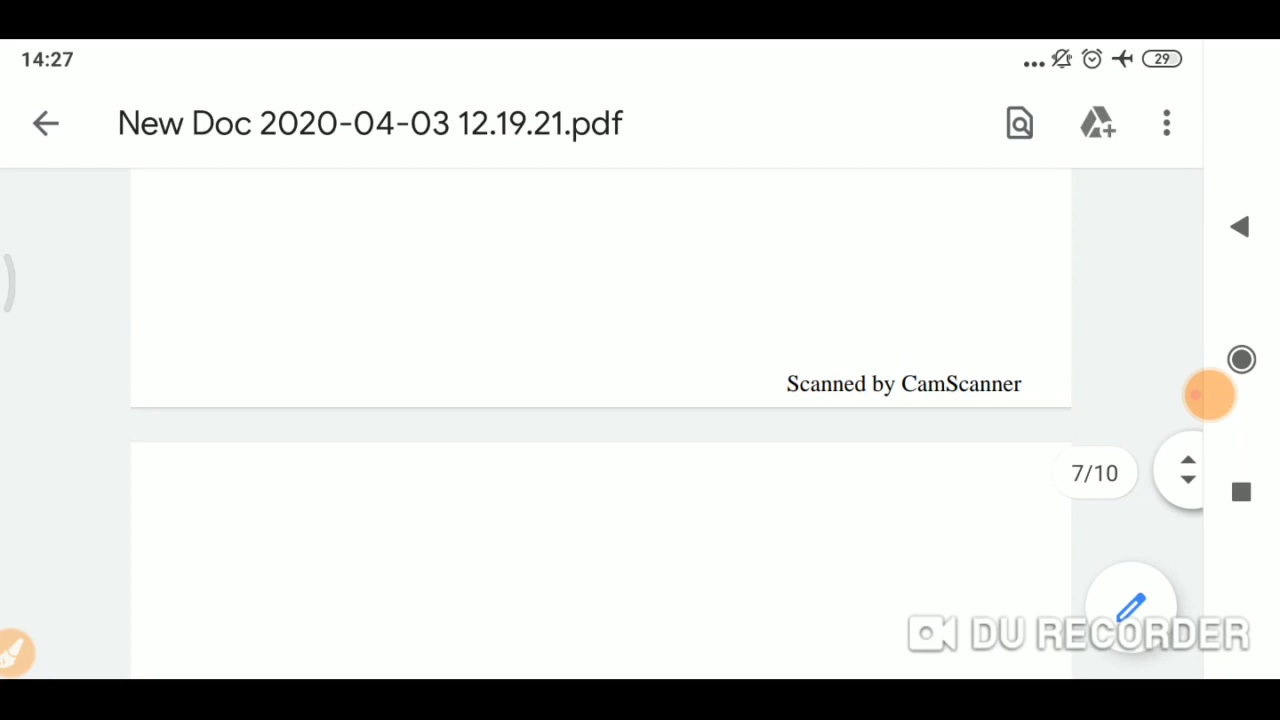 14:27
29
New Doc 2020-04-03 12.19.21.pdf
Scanned by CamScanner
7/10
DU RECORDER